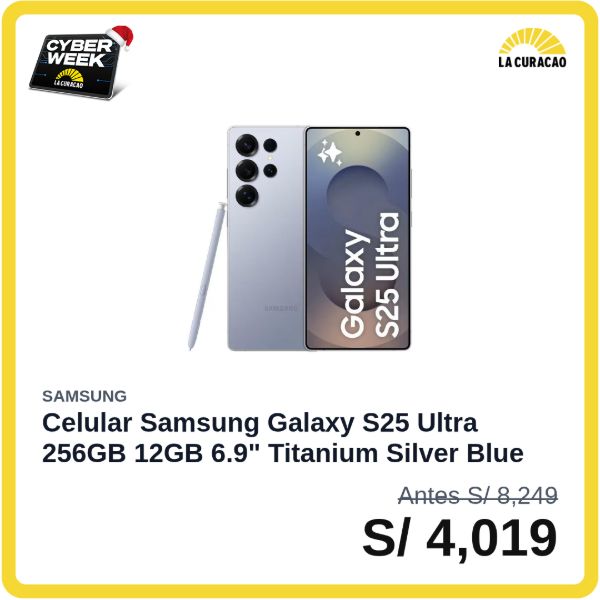 CYBER
WEEK
LA CURACAO
LA CURACAO
Galaxy
S25 Ultra
SAMSUNG
SAMSUNG
Celular Samsung Galaxy S25 Ultra
256GB 12GB 6.9" Titanium Silver Blue
Antes S/ 8,249
S/ 4,019